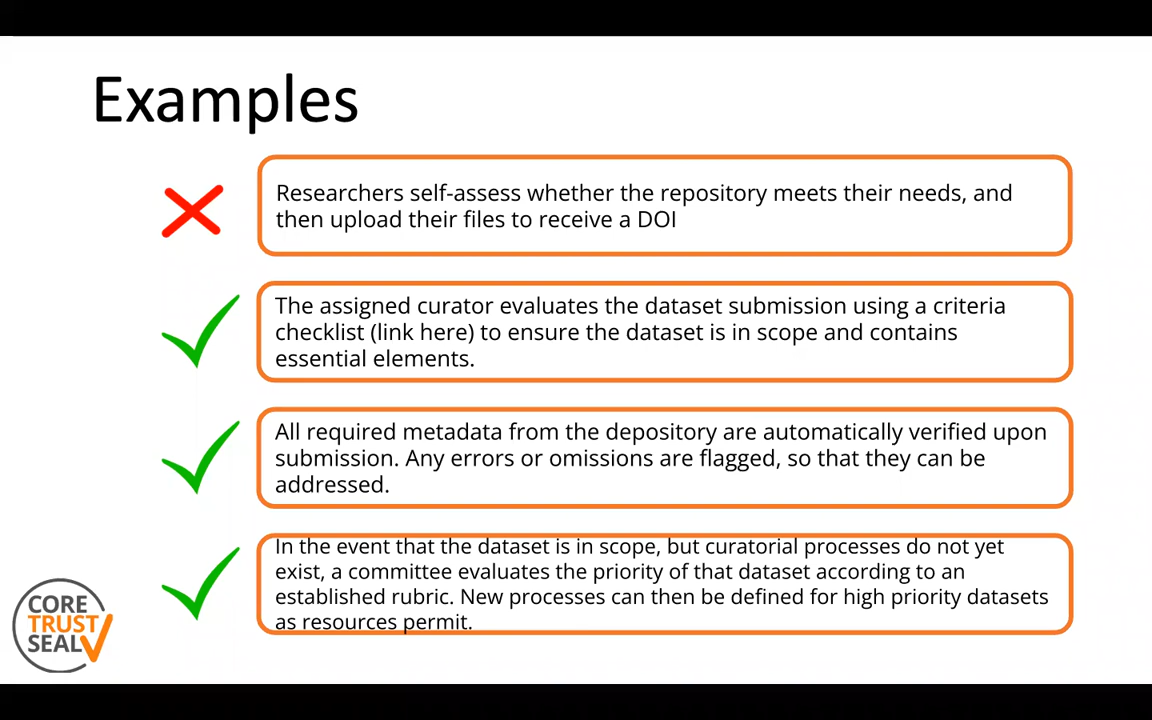 Examples
Researchers self-assess whether the repository meets their needs, and
then upload their files to receive a DOI
The assigned curator evaluates the dataset submission using a criteria
checklist (link here) to ensure the dataset is in scope and contains
essential elements.
All required metadata from the depository are automatically verified upon
submission. Any errors or omissions are flagged, so that they can be
addressed.
In the event that the dataset is in scope, but curatorial processes do not yet
exist, a committee evaluates the priority of that dataset according to an
established rubric. New processes can then be defined for high priority datasets
as resources permit.
CORE
TRUST
SEAL